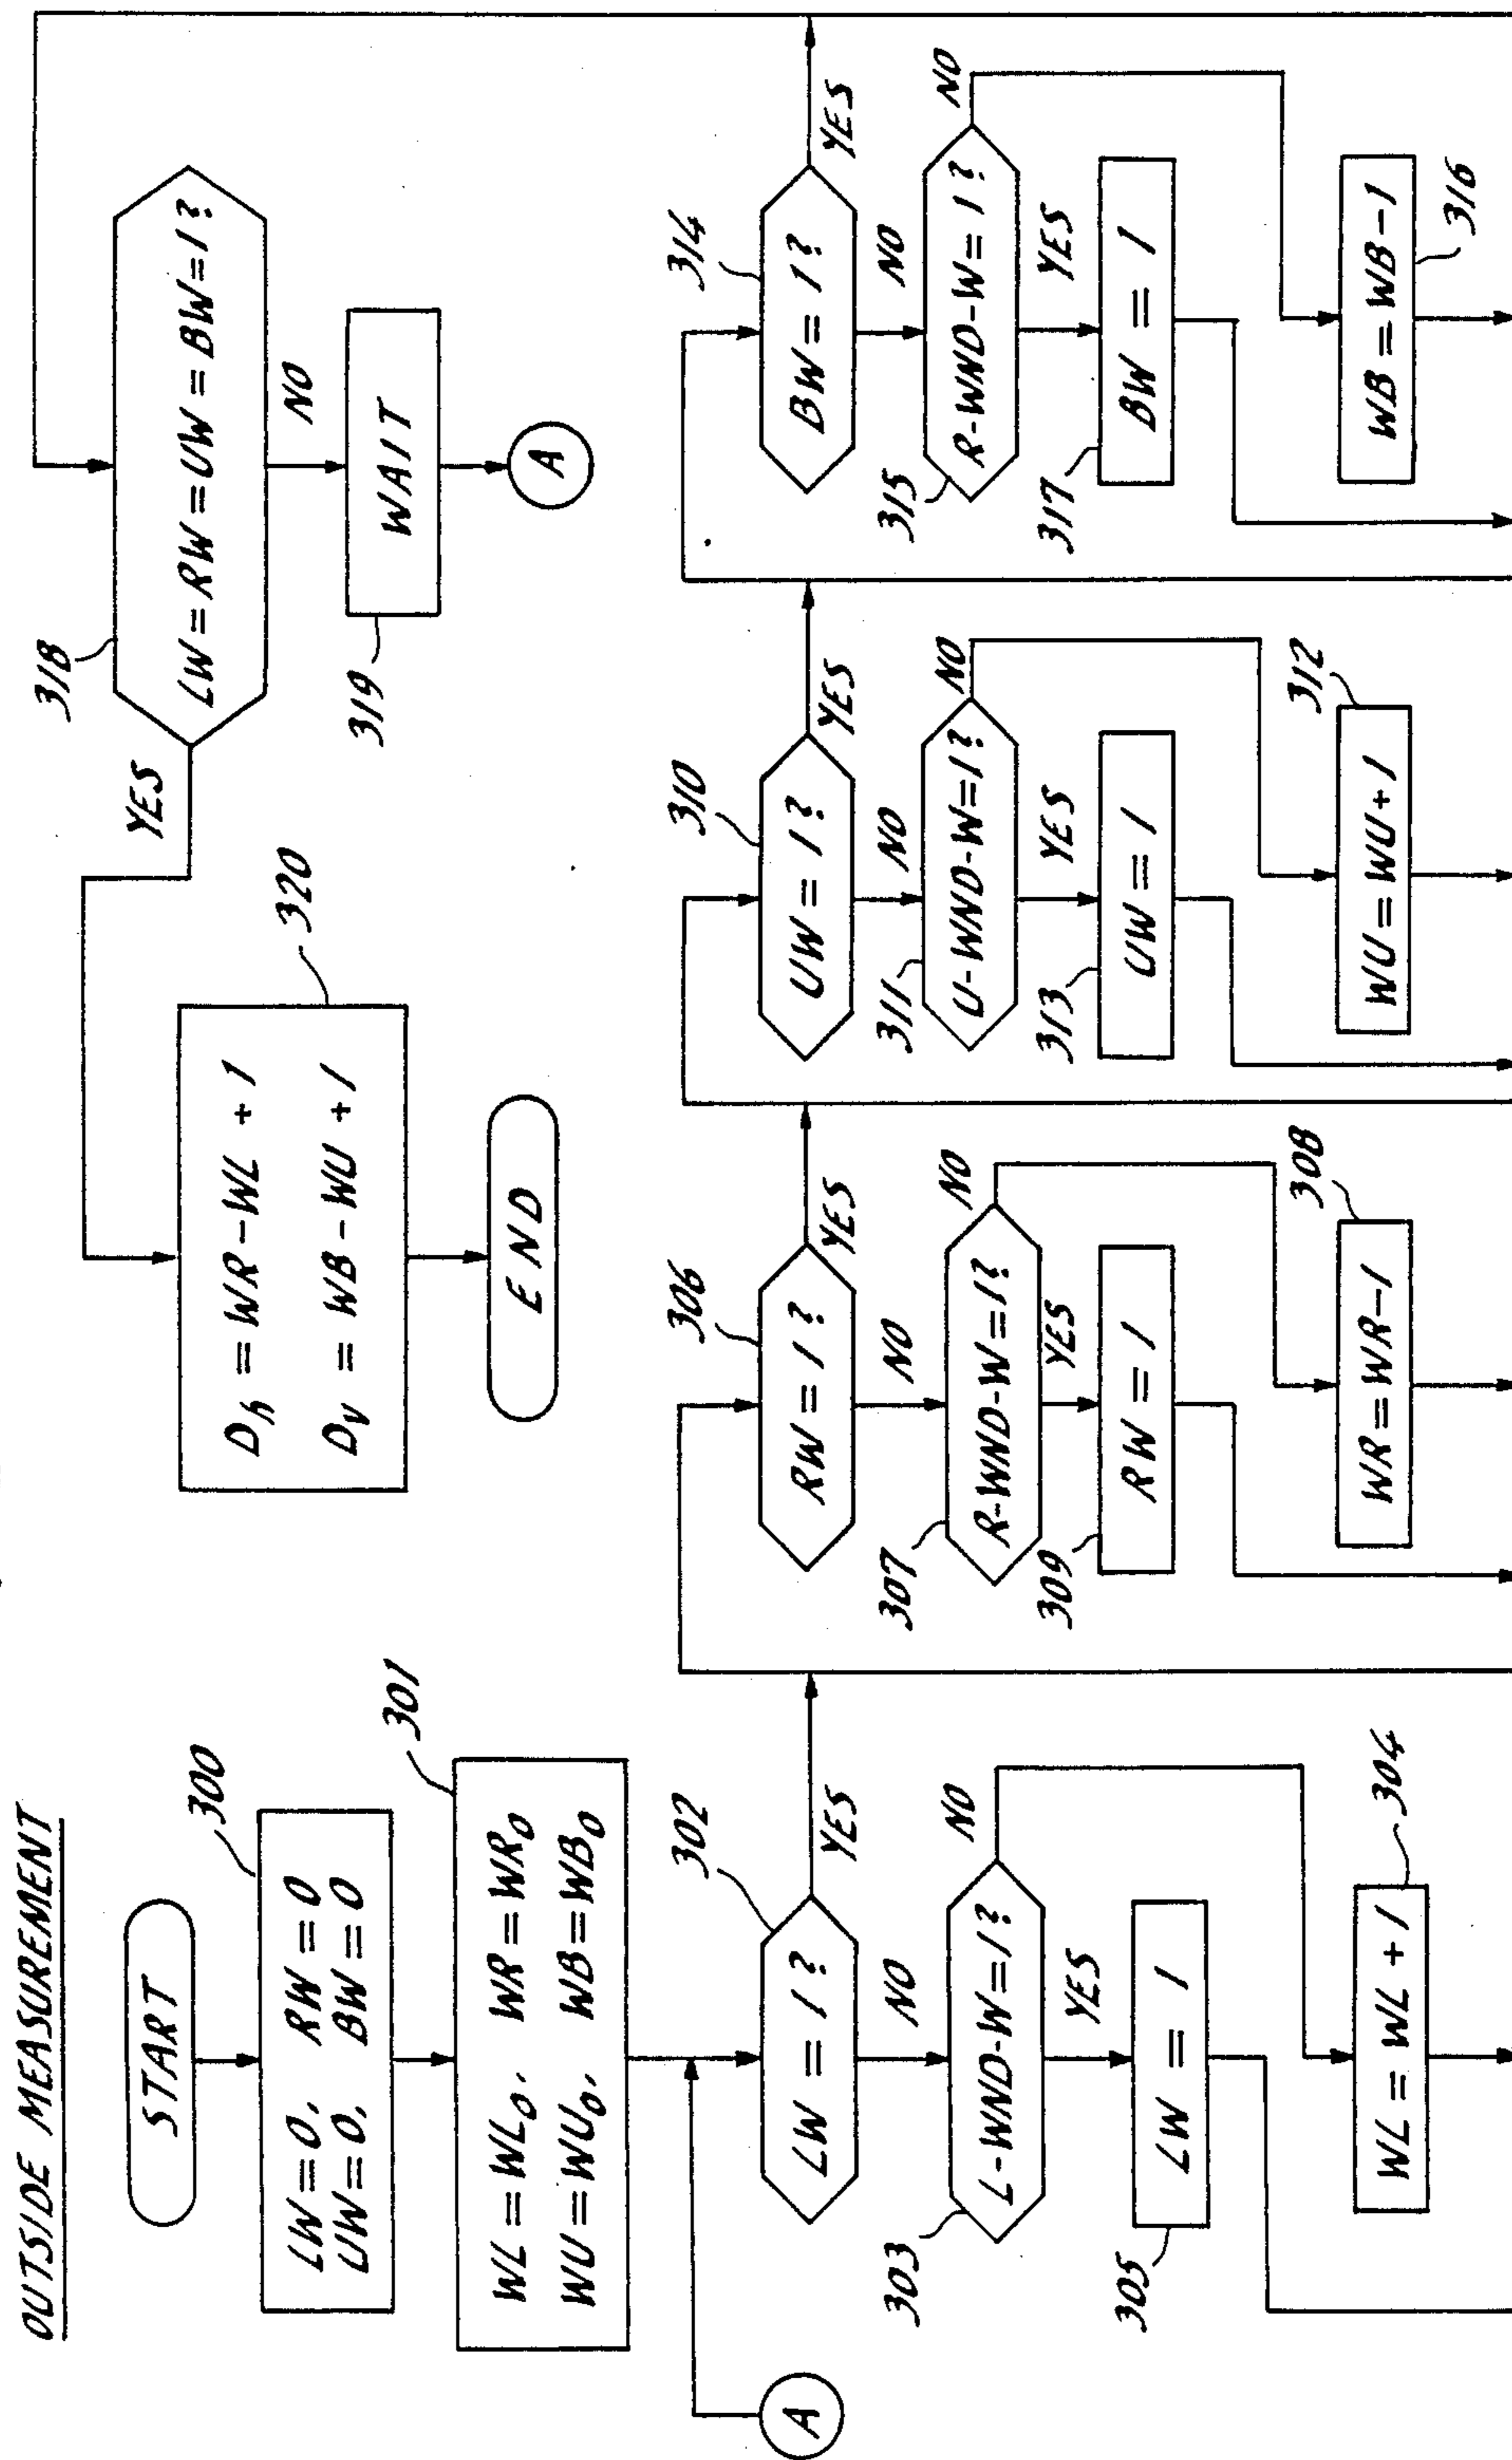 OUTSIDE MEASUREMENT
START
300
LW = 0, RW = 0
UW = 0, BW = 0
301
WL = WL0, WR = WR0
WU = WU0, WB = WB0
A
302
LW = 1?
YES
NO
303
L-WND-W=1?
NO
YES
305
LW = 1
304
WL = WL + 1
306
RW = 1?
YES
NO
307
R-WND-W=1?
NO
YES
309
RW = 1
308
WR = WR-1
310
UW = 1?
YES
NO
311
U-WND-W=1?
NO
YES
313
UW = 1
312
WU = WU+1
314
BW = 1?
YES
NO
315
R-WND-W=1?
NO
YES
317
BW = 1
316
WB = WB-1
318
LW = RW = UW = BW = 1?
YES
NO
319
WAIT
A
320
Dh = WR - WL + 1
Dv = WB - WU + 1
END